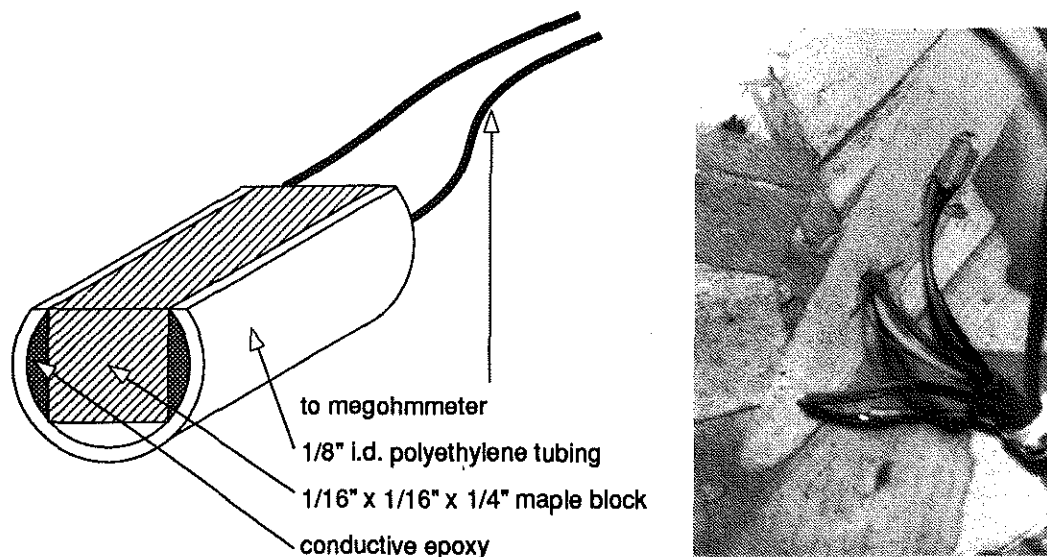 to megohmmeter
1/8" i.d. polyethylene tubing
1/16" x 1/16" x 1/4" maple block
conductive epoxy